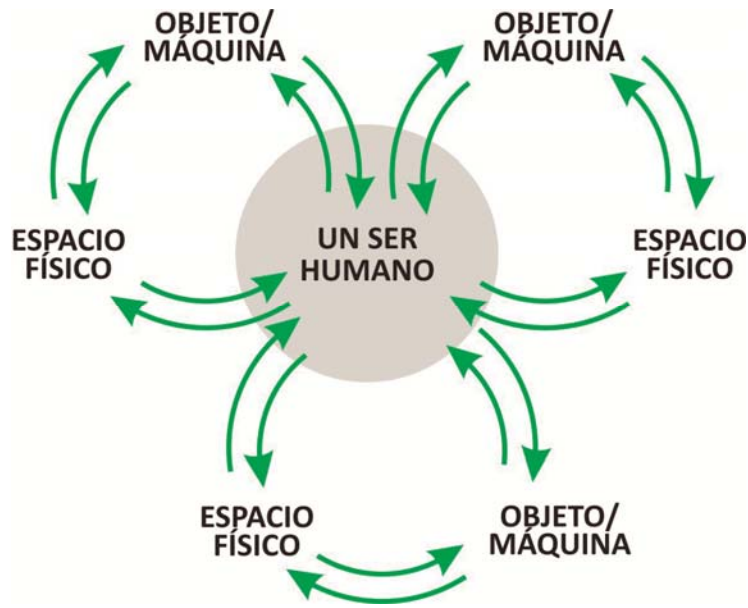 OBJETO/
MÁQUINA
OBJETO/
MÁQUINA
ESPACIO
FÍSICO
UN SER
HUMANO
ESPACIO
FÍSICO
ESPACIO
FÍSICO
OBJETO/
MÁQUINA